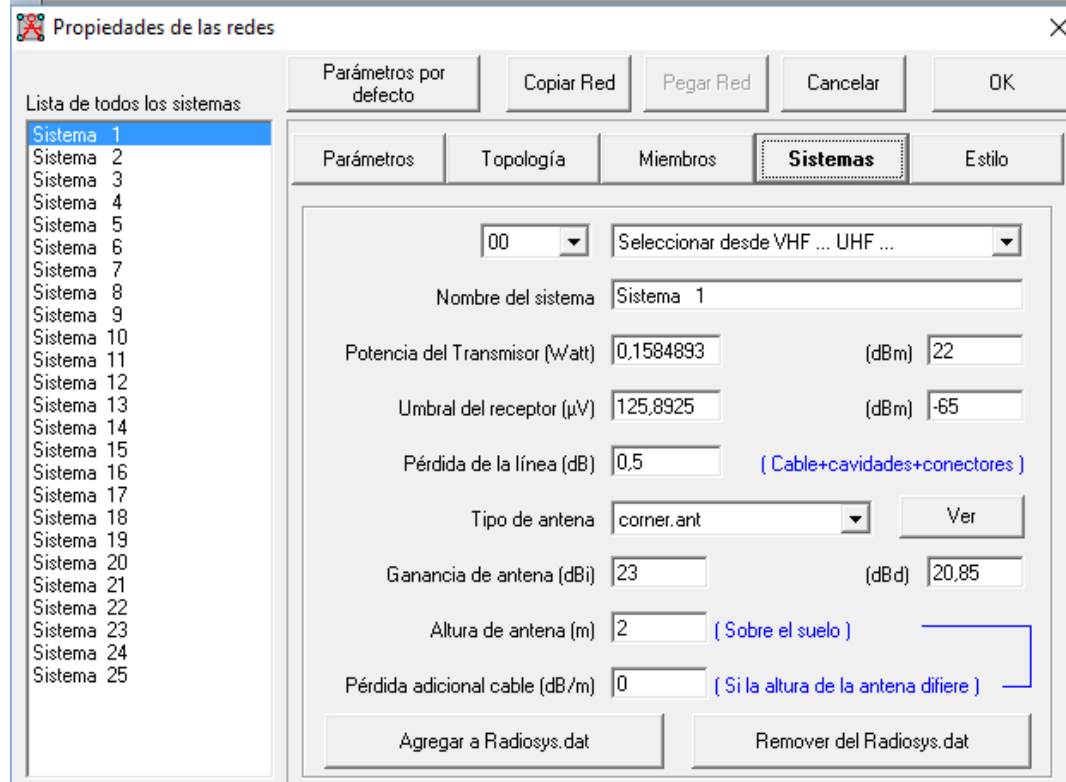 Propiedades de las redes
Parámetros por defecto
Copiar Red
Pegar Red
Cancelar
OK
Lista de todos los sistemas
Sistema 1
Sistema 2
Sistema 3
Sistema 4
Sistema 5
Sistema 6
Sistema 7
Sistema 8
Sistema 9
Sistema 10
Sistema 11
Sistema 12
Sistema 13
Sistema 14
Sistema 15
Sistema 16
Sistema 17
Sistema 18
Sistema 19
Sistema 20
Sistema 21
Sistema 22
Sistema 23
Sistema 24
Sistema 25
Parámetros
Topología
Miembros
Sistemas
Estilo
00
Seleccionar desde VHF ... UHF ...
Nombre del sistema Sistema 1
Potencia del Transmisor (Watt) 0,1584893 (dBm) 22
Umbral del receptor (µV) 125,8925 (dBm) -65
Pérdida de la línea (dB) 0,5 ( Cable+cavidades+conectores )
Tipo de antena corner.ant Ver
Ganancia de antena (dBi) 23 (dBd) 20,85
Altura de antena (m) 2 ( Sobre el suelo )
Pérdida adicional cable (dB/m) 0 ( Si la altura de la antena difiere )
Agregar a Radiosys.dat
Remover del Radiosys.dat